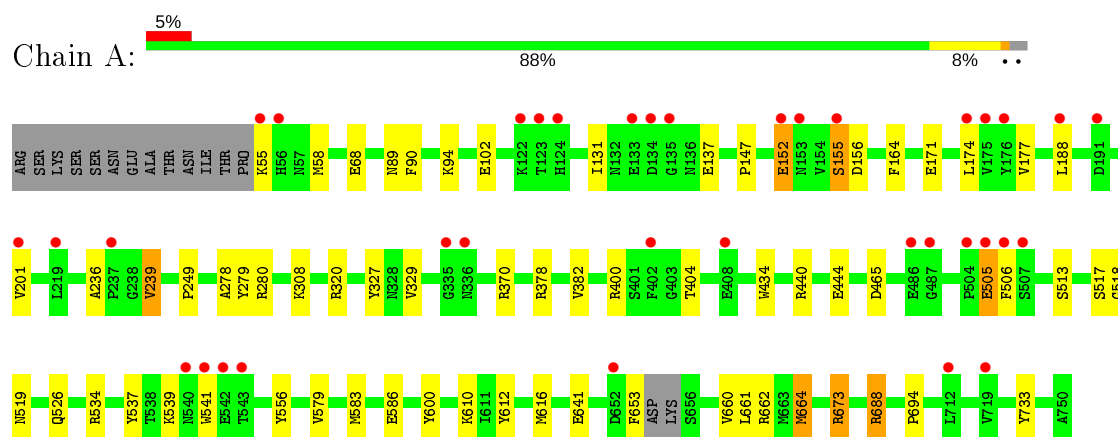 5%
Chain A:
88%
8%
ARG SER LYS SER SER ASN GLU ALA THR ASN ILE THR PRO K55 H56 N57 M58 E68 N89 F90 K94 E102 K122 T123 H124 I131 N132 E133 D134 G135 N136 E137 P147 E152 N153 V154 S155 D156 F164 E171 L174 V175 Y176 V177 L188 D191
V201 L219 A236 P237 G238 V239 P249 A278 Y279 R280 K308 R320 Y327 N328 V329 G335 N336 R370 R378 V382 R400 S401 F402 G403 T404 E408 W434 R440 E444 D465 E486 G487 P504 E505 F506 S507 S513 S517 G518
N519 Q526 R534 Y537 T538 K539 N540 W541 E542 T543 Y556 V579 M583 E586 Y600 K610 I611 Y612 M616 E641 D652 F653 ASP LYS S656 V660 L661 R662 M663 M664 R673 R688 P694 L712 V719 Y733 A750